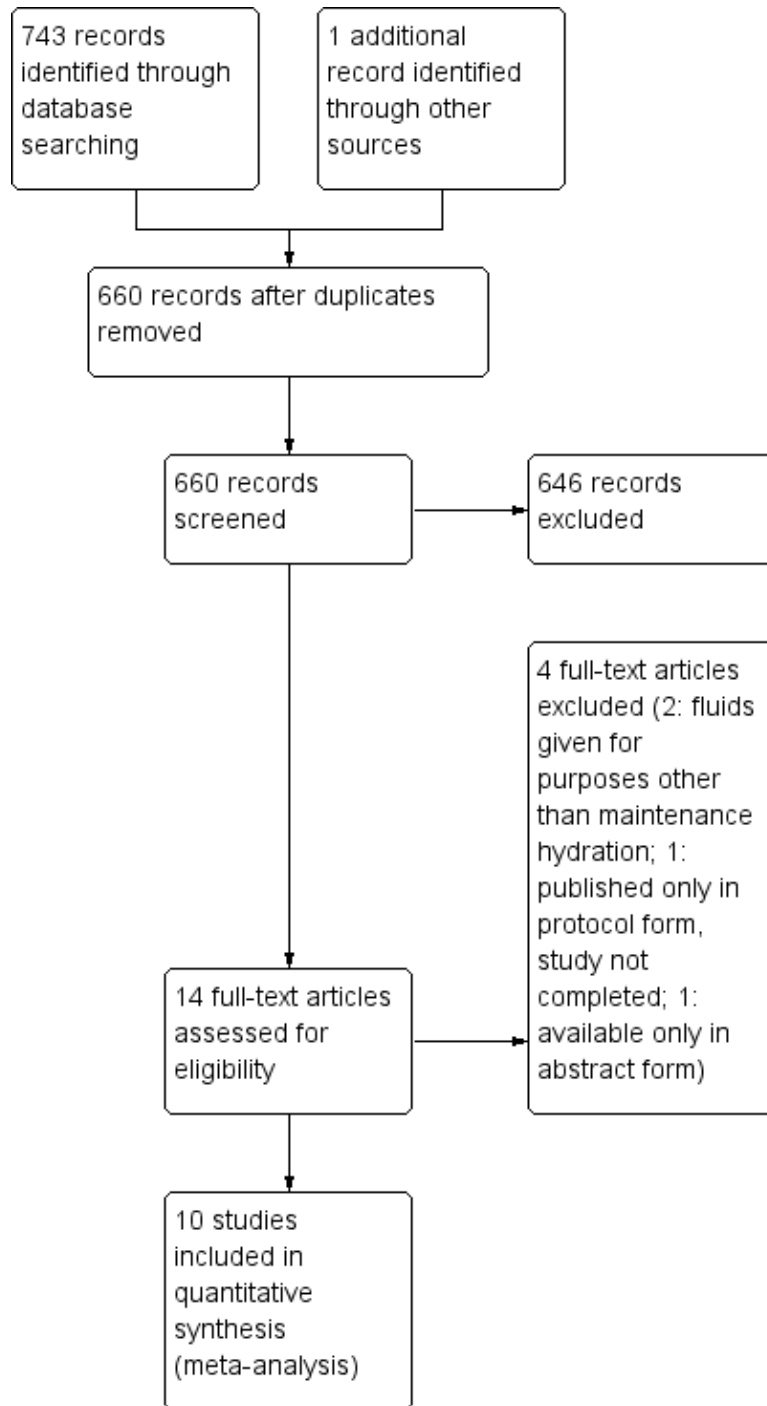 743 records
identified through
database
searching
1 additional
record identified
through other
sources
660 records after duplicates
removed
660 records
screened
646 records
excluded
4 full-text articles
excluded (2: fluids
given for
purposes other
than maintenance
hydration; 1:
published only in
protocol form,
study not
completed; 1:
available only in
abstract form)
14 full-text articles
assessed for
eligibility
10 studies
included in
quantitative
synthesis
(meta-analysis)